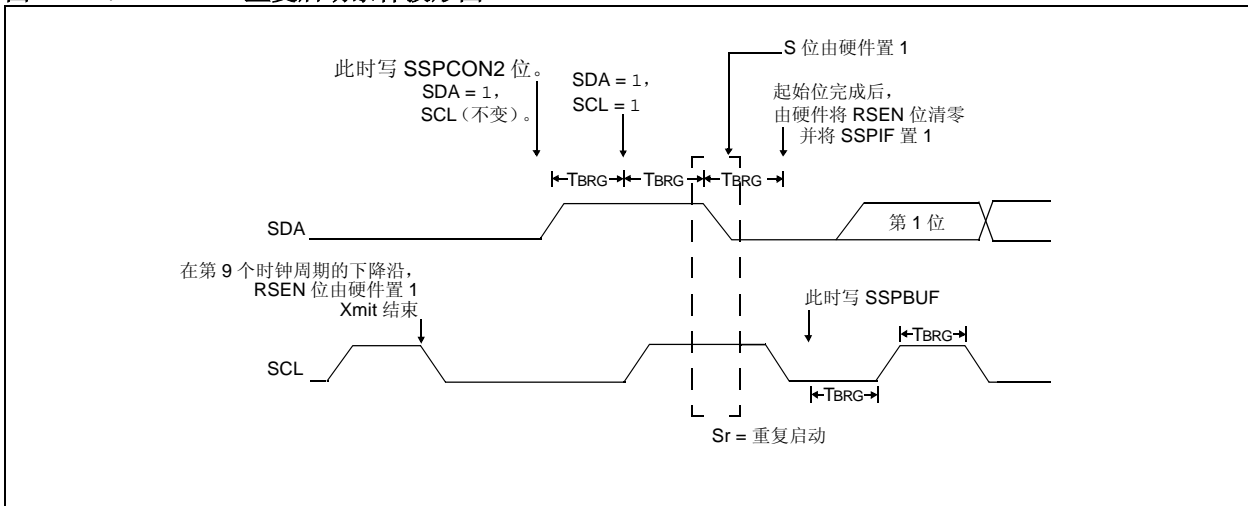 S 位由硬件置 1
此时写 SSPCON2 位。
SDA = 1,
SCL（不变）。
SDA = 1,
SCL = 1
起始位完成后，
由硬件将 RSEN 位清零
并将 SSPIF 置 1
TBRG
TBRG
TBRG
SDA
第 1 位
在第 9 个时钟周期的下降沿，
RSEN 位由硬件置 1
Xmit 结束
此时写 SSPBUF
TBRG
SCL
TBRG
Sr = 重复启动